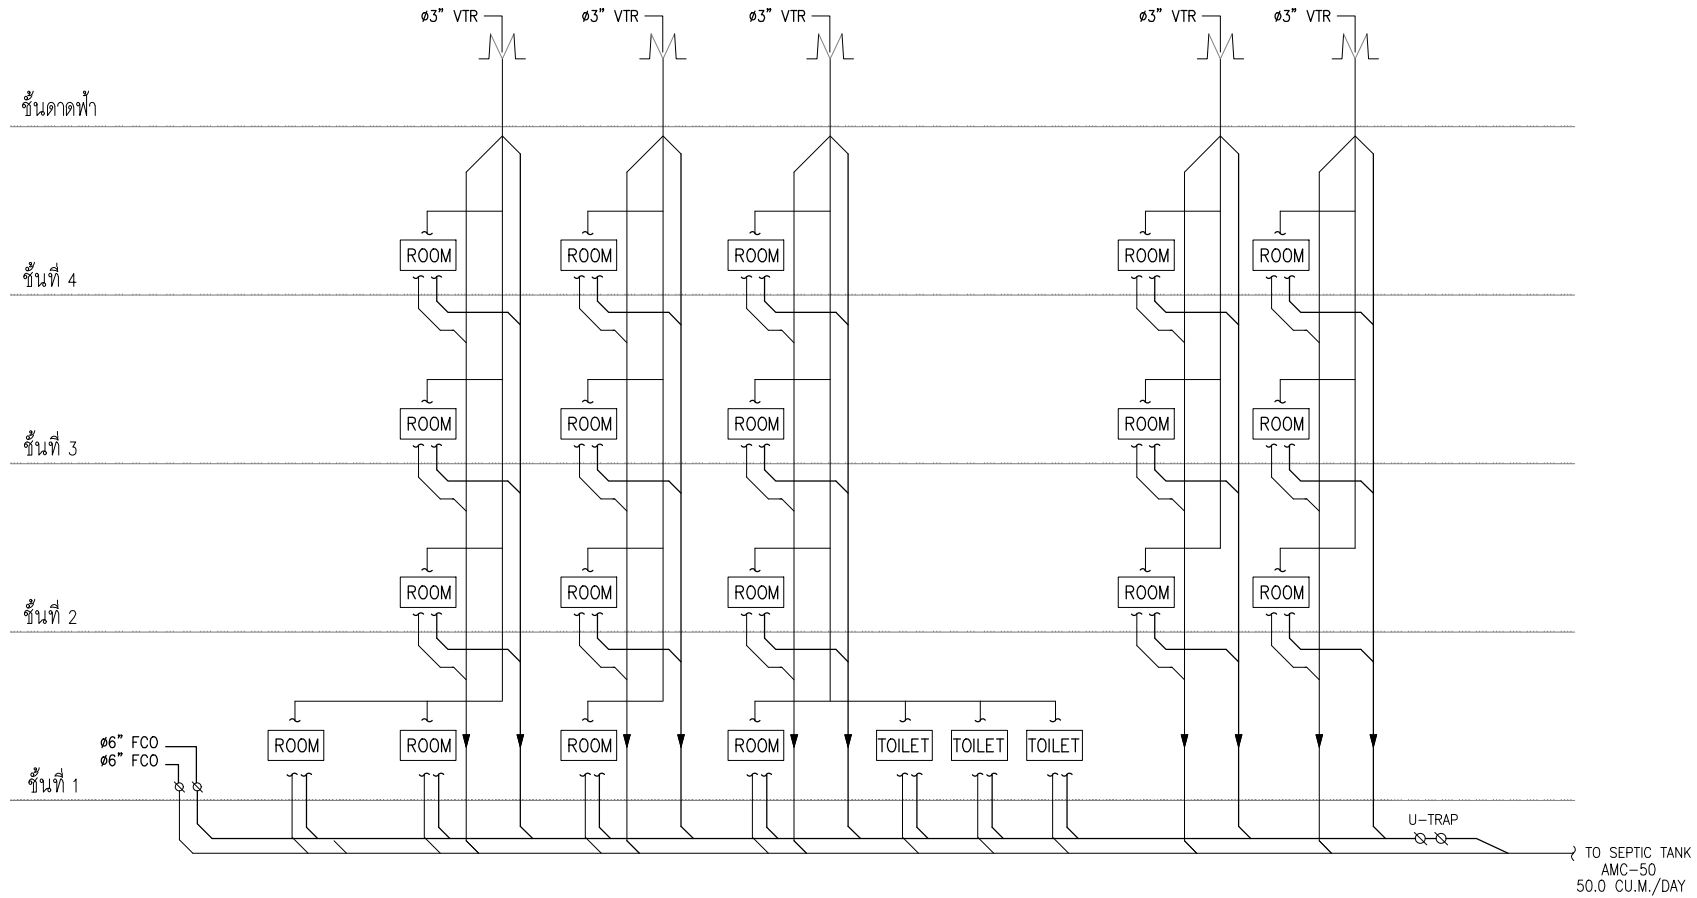 ø3" VTR ø3" VTR ø3" VTR ø3" VTR ø3" VTR
ชั้นดาดฟ้า
ROOM ROOM ROOM ROOM ROOM
ชั้นที่ 4
ROOM ROOM ROOM ROOM ROOM
ชั้นที่ 3
ROOM ROOM ROOM ROOM ROOM
ชั้นที่ 2
ROOM ROOM ROOM ROOM TOILET TOILET TOILET
ø6" FCO
ø6" FCO
ชั้นที่ 1
U-TRAP
TO SEPTIC TANK
AMC-50
50.0 CU.M./DAY